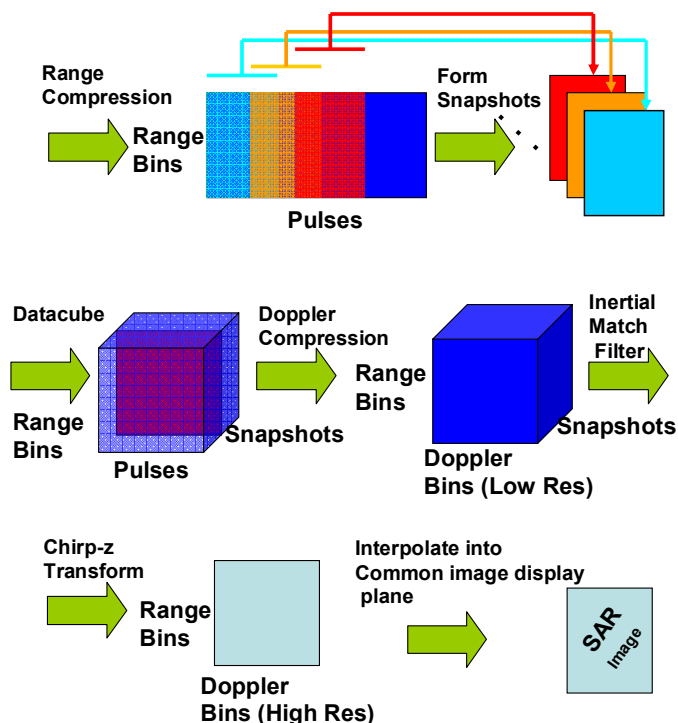 Range
Compression
Range
Bins
Form
Snapshots
Pulses
Datacube
Doppler
Compression
Inertial
Match
Filter
Range
Bins
Range
Bins
Snapshots
Pulses
Snapshots
Doppler
Bins (Low Res)
Chirp-z
Transform
Range
Bins
Interpolate into
Common image display
plane
SAR
Image
Doppler
Bins (High Res)